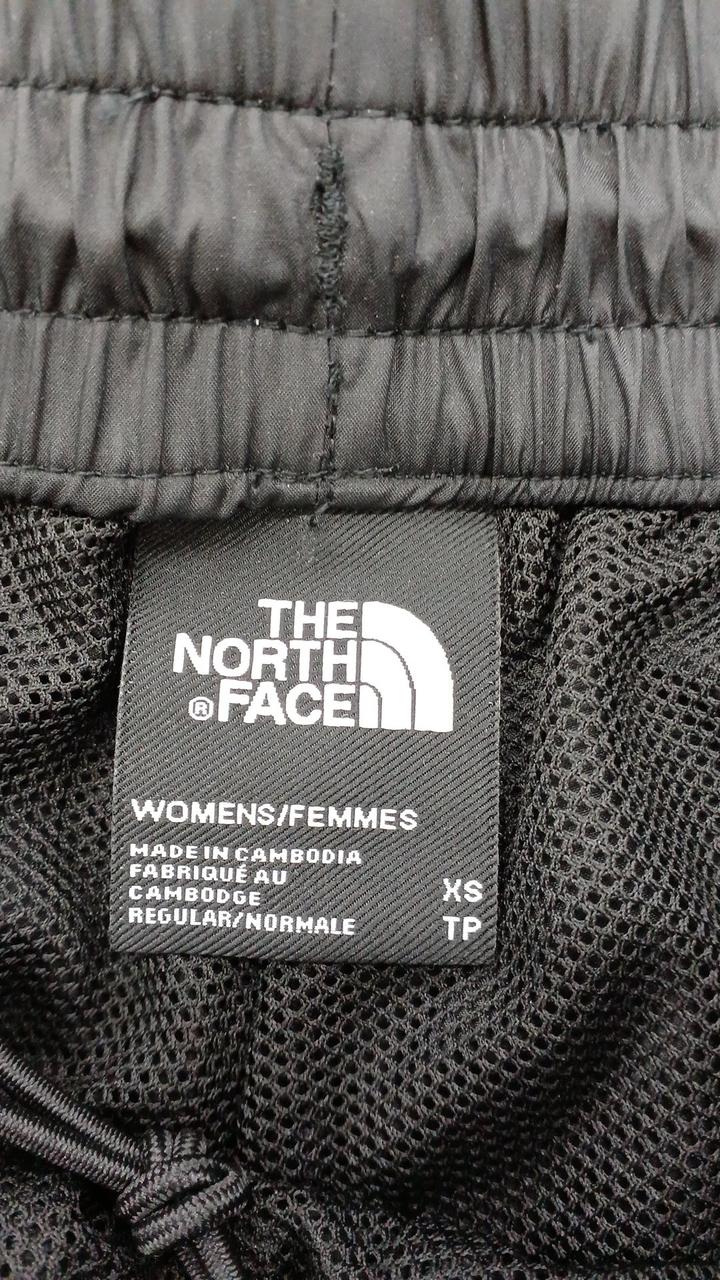 THE
NORTH
® FACE
WOMENS/FEMMES
MADE IN CAMBODIA
FABRIQUÉ AU
CAMBODGE
REGULAR/NORMALE
XS
TP